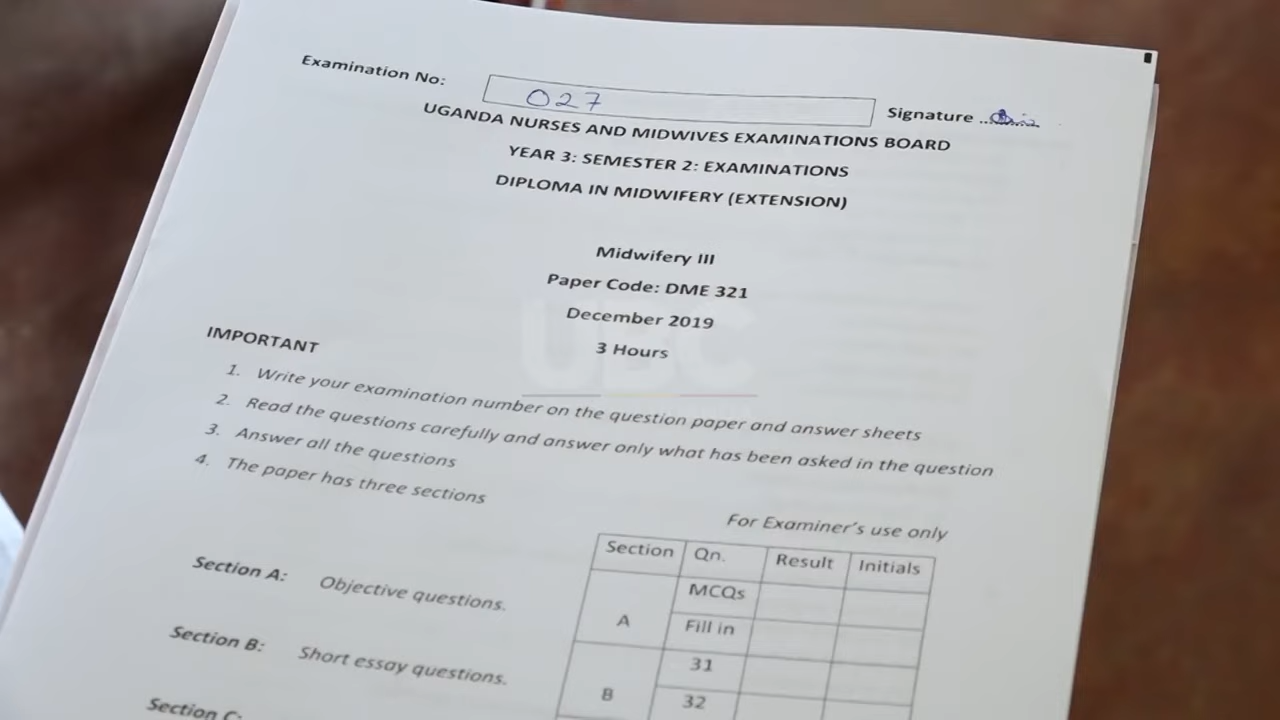 Examination No: 027 Signature
UGANDA NURSES AND MIDWIVES EXAMINATIONS BOARD
YEAR 3: SEMESTER 2: EXAMINATIONS
DIPLOMA IN MIDWIFERY (EXTENSION)
Midwifery III
Paper Code: DME 321
December 2019
3 Hours
UBC
IMPORTANT
1. Write your examination number on the question paper and answer sheets
2. Read the questions carefully and answer only what has been asked in the question
3. Answer all the questions
4. The paper has three sections
For Examiner's use only
Section Qn. Result Initials
A MCQs
Fill in
B 31
32
Section A: Objective questions.
Section B: Short essay questions.
Section C: